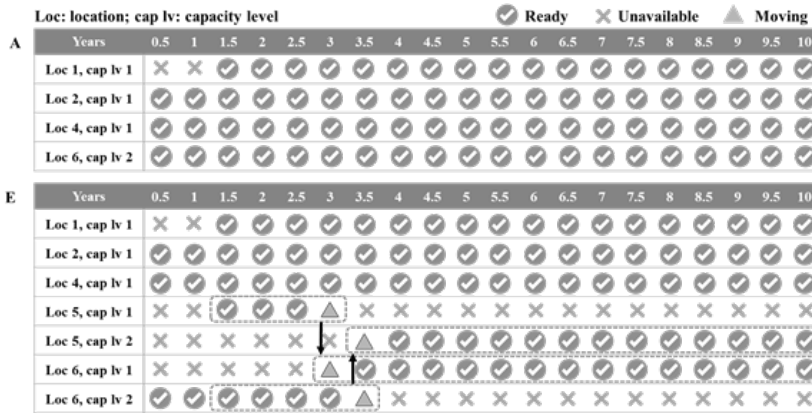 Loc: location; cap lv: capacity level Ready Unavailable Moving
A Years 0.5 1 1.5 2 2.5 3 3.5 4 4.5 5 5.5 6 6.5 7 7.5 8 8.5 9 9.5 10
Loc 1, cap lv 1
Loc 2, cap lv 1
Loc 4, cap lv 1
Loc 6, cap lv 2
E Years 0.5 1 1.5 2 2.5 3 3.5 4 4.5 5 5.5 6 6.5 7 7.5 8 8.5 9 9.5 10
Loc 1, cap lv 1
Loc 2, cap lv 1
Loc 4, cap lv 1
Loc 5, cap lv 1
Loc 5, cap lv 2
Loc 6, cap lv 1
Loc 6, cap lv 2